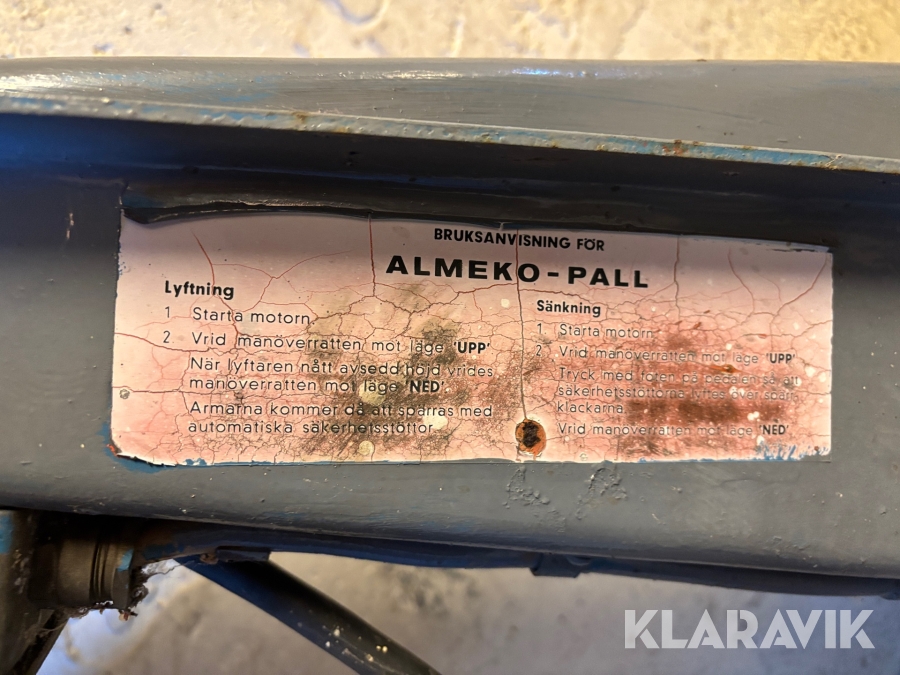 BRUKSANVISNING FÖR
ALMEKO-PALL
Lyftning
1 Starta motorn
2. Vrid manöverratten mot läge 'UPP'
När lyftaren nått avsedd höjd vrides
manöverratten mot läge 'NED'
Armarna kommer då att spärras med
automatiska säkerhetsstöttor
Sänkning
1 Starta motorn
2. Vrid manöverratten mot läge 'UPP'
Tryck med foten på pedalen så att
säkerhetsstöttorna lyftes över spärr
klackarna.
Vrid manöverratten mot läge 'NED'
KLARAVIK